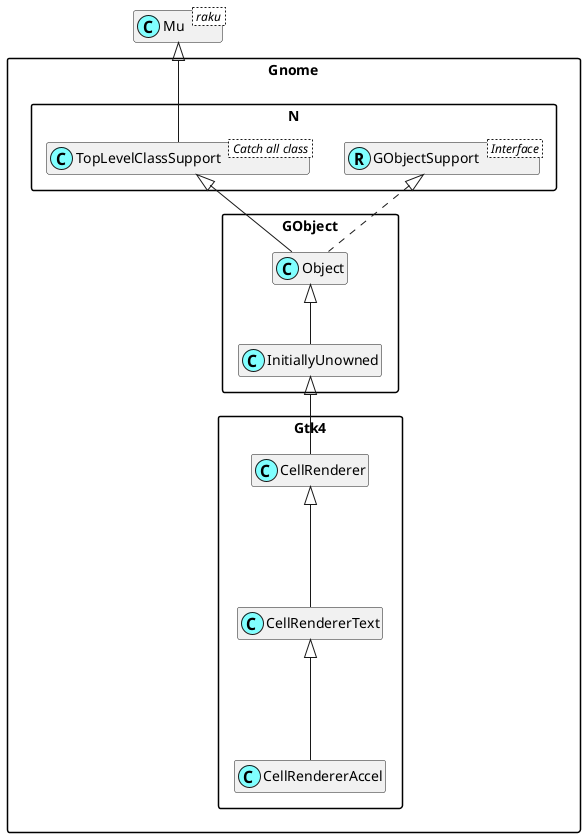 C Mu raku
Gnome
N
C TopLevelClassSupport Catch all class
R GObjectSupport Interface
GObject
C Object
C InitiallyUnowned
Gtk4
C CellRenderer
C CellRendererText
C CellRendererAccel